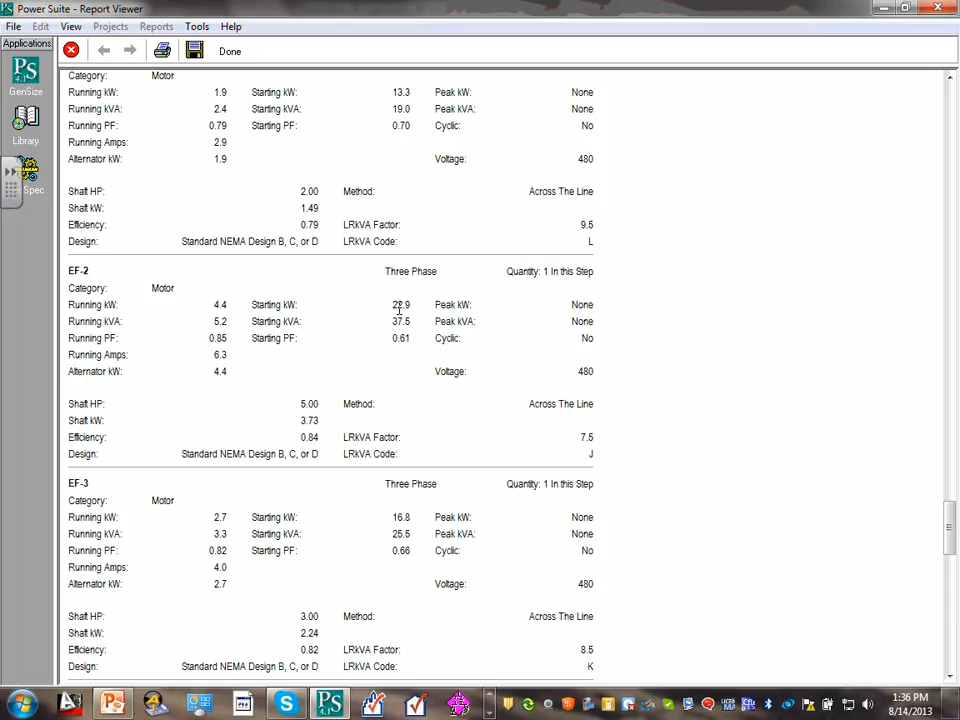 Power Suite - Report Viewer
File Edit View Projects Reports Tools Help
Applications
Done
Ps
4.1
GenSize
Library
Spec
Category: Motor
Running kW: 1.9 Starting kW: 13.3 Peak kW: None
Running kVA: 2.4 Starting kVA: 19.0 Peak kVA: None
Running PF: 0.79 Starting PF: 0.70 Cyclic: No
Running Amps: 2.9
Alternator kW: 1.9 Voltage: 480
Shaft HP: 2.00 Method: Across The Line
Shaft kW: 1.49
Efficiency: 0.79 LRkVA Factor: 9.5
Design: Standard NEMA Design B, C, or D LRkVA Code: L
EF-2 Three Phase Quantity: 1 In this Step
Category: Motor
Running kW: 4.4 Starting kW: 22.9 Peak kW: None
Running kVA: 5.2 Starting kVA: 37.5 Peak kVA: None
Running PF: 0.85 Starting PF: 0.61 Cyclic: No
Running Amps: 6.3
Alternator kW: 4.4 Voltage: 480
Shaft HP: 5.00 Method: Across The Line
Shaft kW: 3.73
Efficiency: 0.84 LRkVA Factor: 7.5
Design: Standard NEMA Design B, C, or D LRkVA Code: J
EF-3 Three Phase Quantity: 1 In this Step
Category: Motor
Running kW: 2.7 Starting kW: 16.8 Peak kW: None
Running kVA: 3.3 Starting kVA: 25.5 Peak kVA: None
Running PF: 0.82 Starting PF: 0.66 Cyclic: No
Running Amps: 4.0
Alternator kW: 2.7 Voltage: 480
Shaft HP: 3.00 Method: Across The Line
Shaft kW: 2.24
Efficiency: 0.82 LRkVA Factor: 8.5
Design: Standard NEMA Design B, C, or D LRkVA Code: K
1:36 PM
8/14/2013